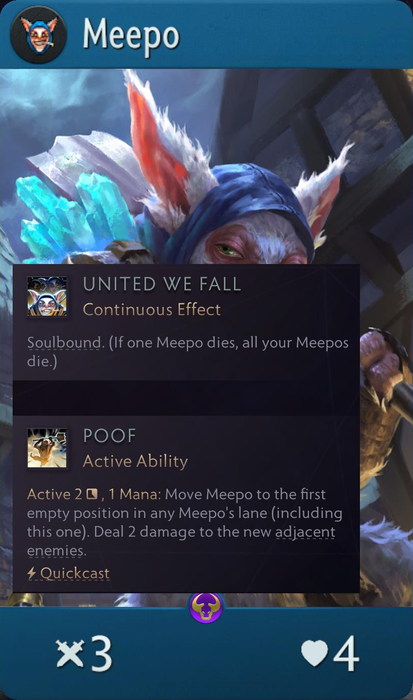 Meepo
UNITED WE FALL
Continuous Effect
Soulbound. (If one Meepo dies, all your Meepos
die.)
POOF
Active Ability
Active 2 , 1 Mana: Move Meepo to the first
empty position in any Meepo's lane (including
this one). Deal 2 damage to the new adjacent
enemies.
Quickcast
3
4